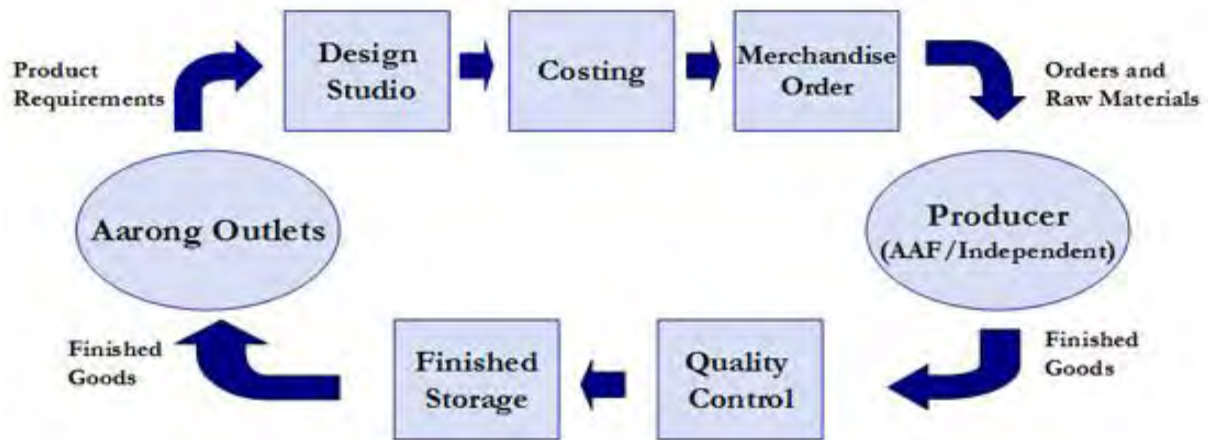 Product
Requirements
Design
Studio
Costing
Merchandise
Order
Orders and
Raw Materials
Aarong Outlets
Producer
(AAF/Independent)
Finished
Goods
Finished
Storage
Quality
Control
Finished
Goods